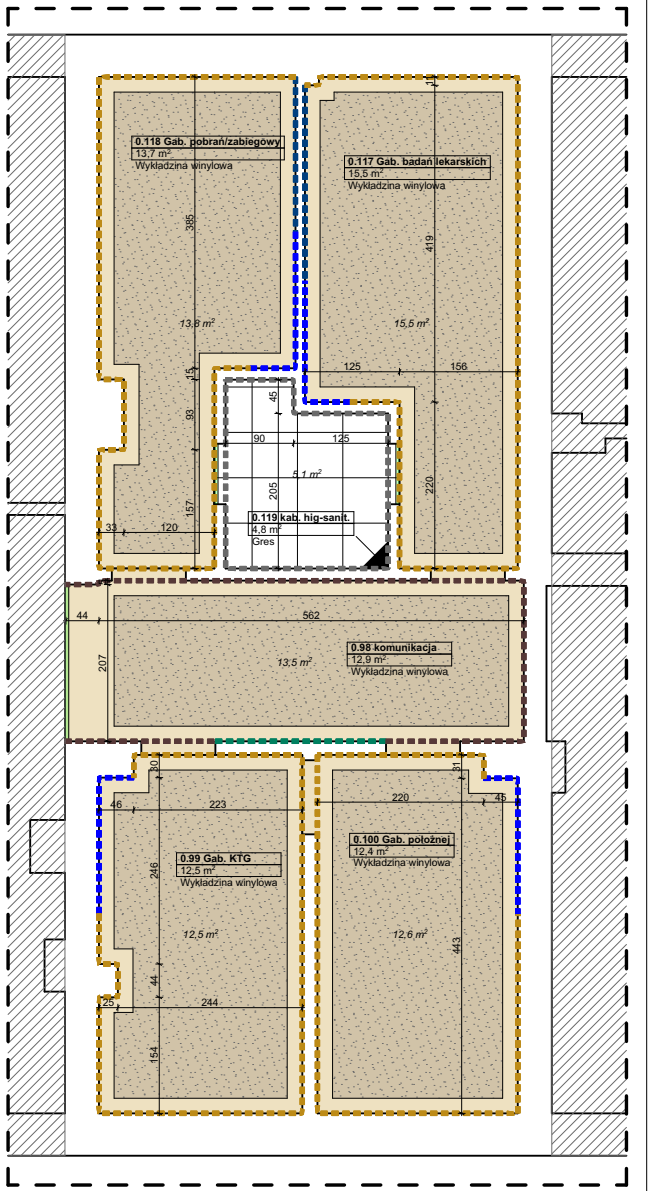 11
0.118 Gab. pobrań/zabiegowy
13,7 m²
Wykładzina winylowa
0.117 Gab. badań lekarskich
15,5 m²
Wykładzina winylowa
385
419
13,8 m²
15,5 m²
15
125
156
45
93
90
125
5,1 m²
205
220
157
0.119 kab. hig-sanit.
4,8 m²
Gres
33
120
44
562
207
0.98 komunikacja
12,9 m²
Wykładzina winylowa
13,5 m²
30
31
46
223
220
45
0.99 Gab. KTG
12,5 m²
Wykładzina winylowa
0.100 Gab. położnej
12,4 m²
Wykładzina winylowa
246
12,5 m²
12,6 m²
443
44
25
244
154